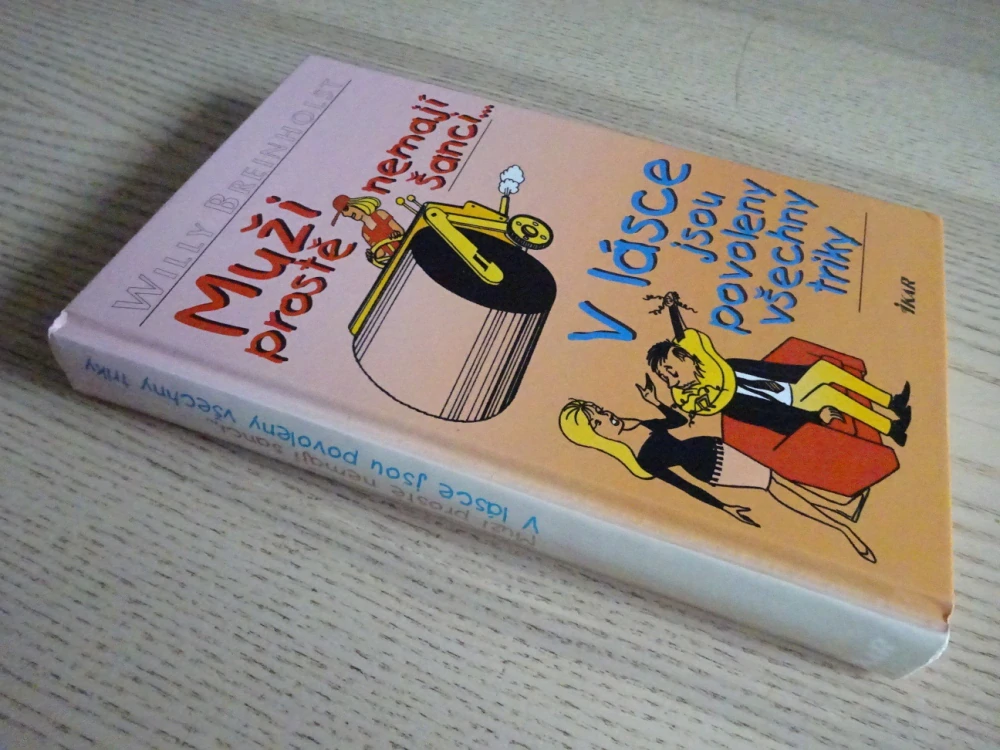 WILLY BREINHOLST
Muži
prostě
nemají
šanci...
V lásce
jsou
povoleny
všechny
triky
IKAR
Muži prostě nemají šanci...
V lásce jsou povoleny všechny triky